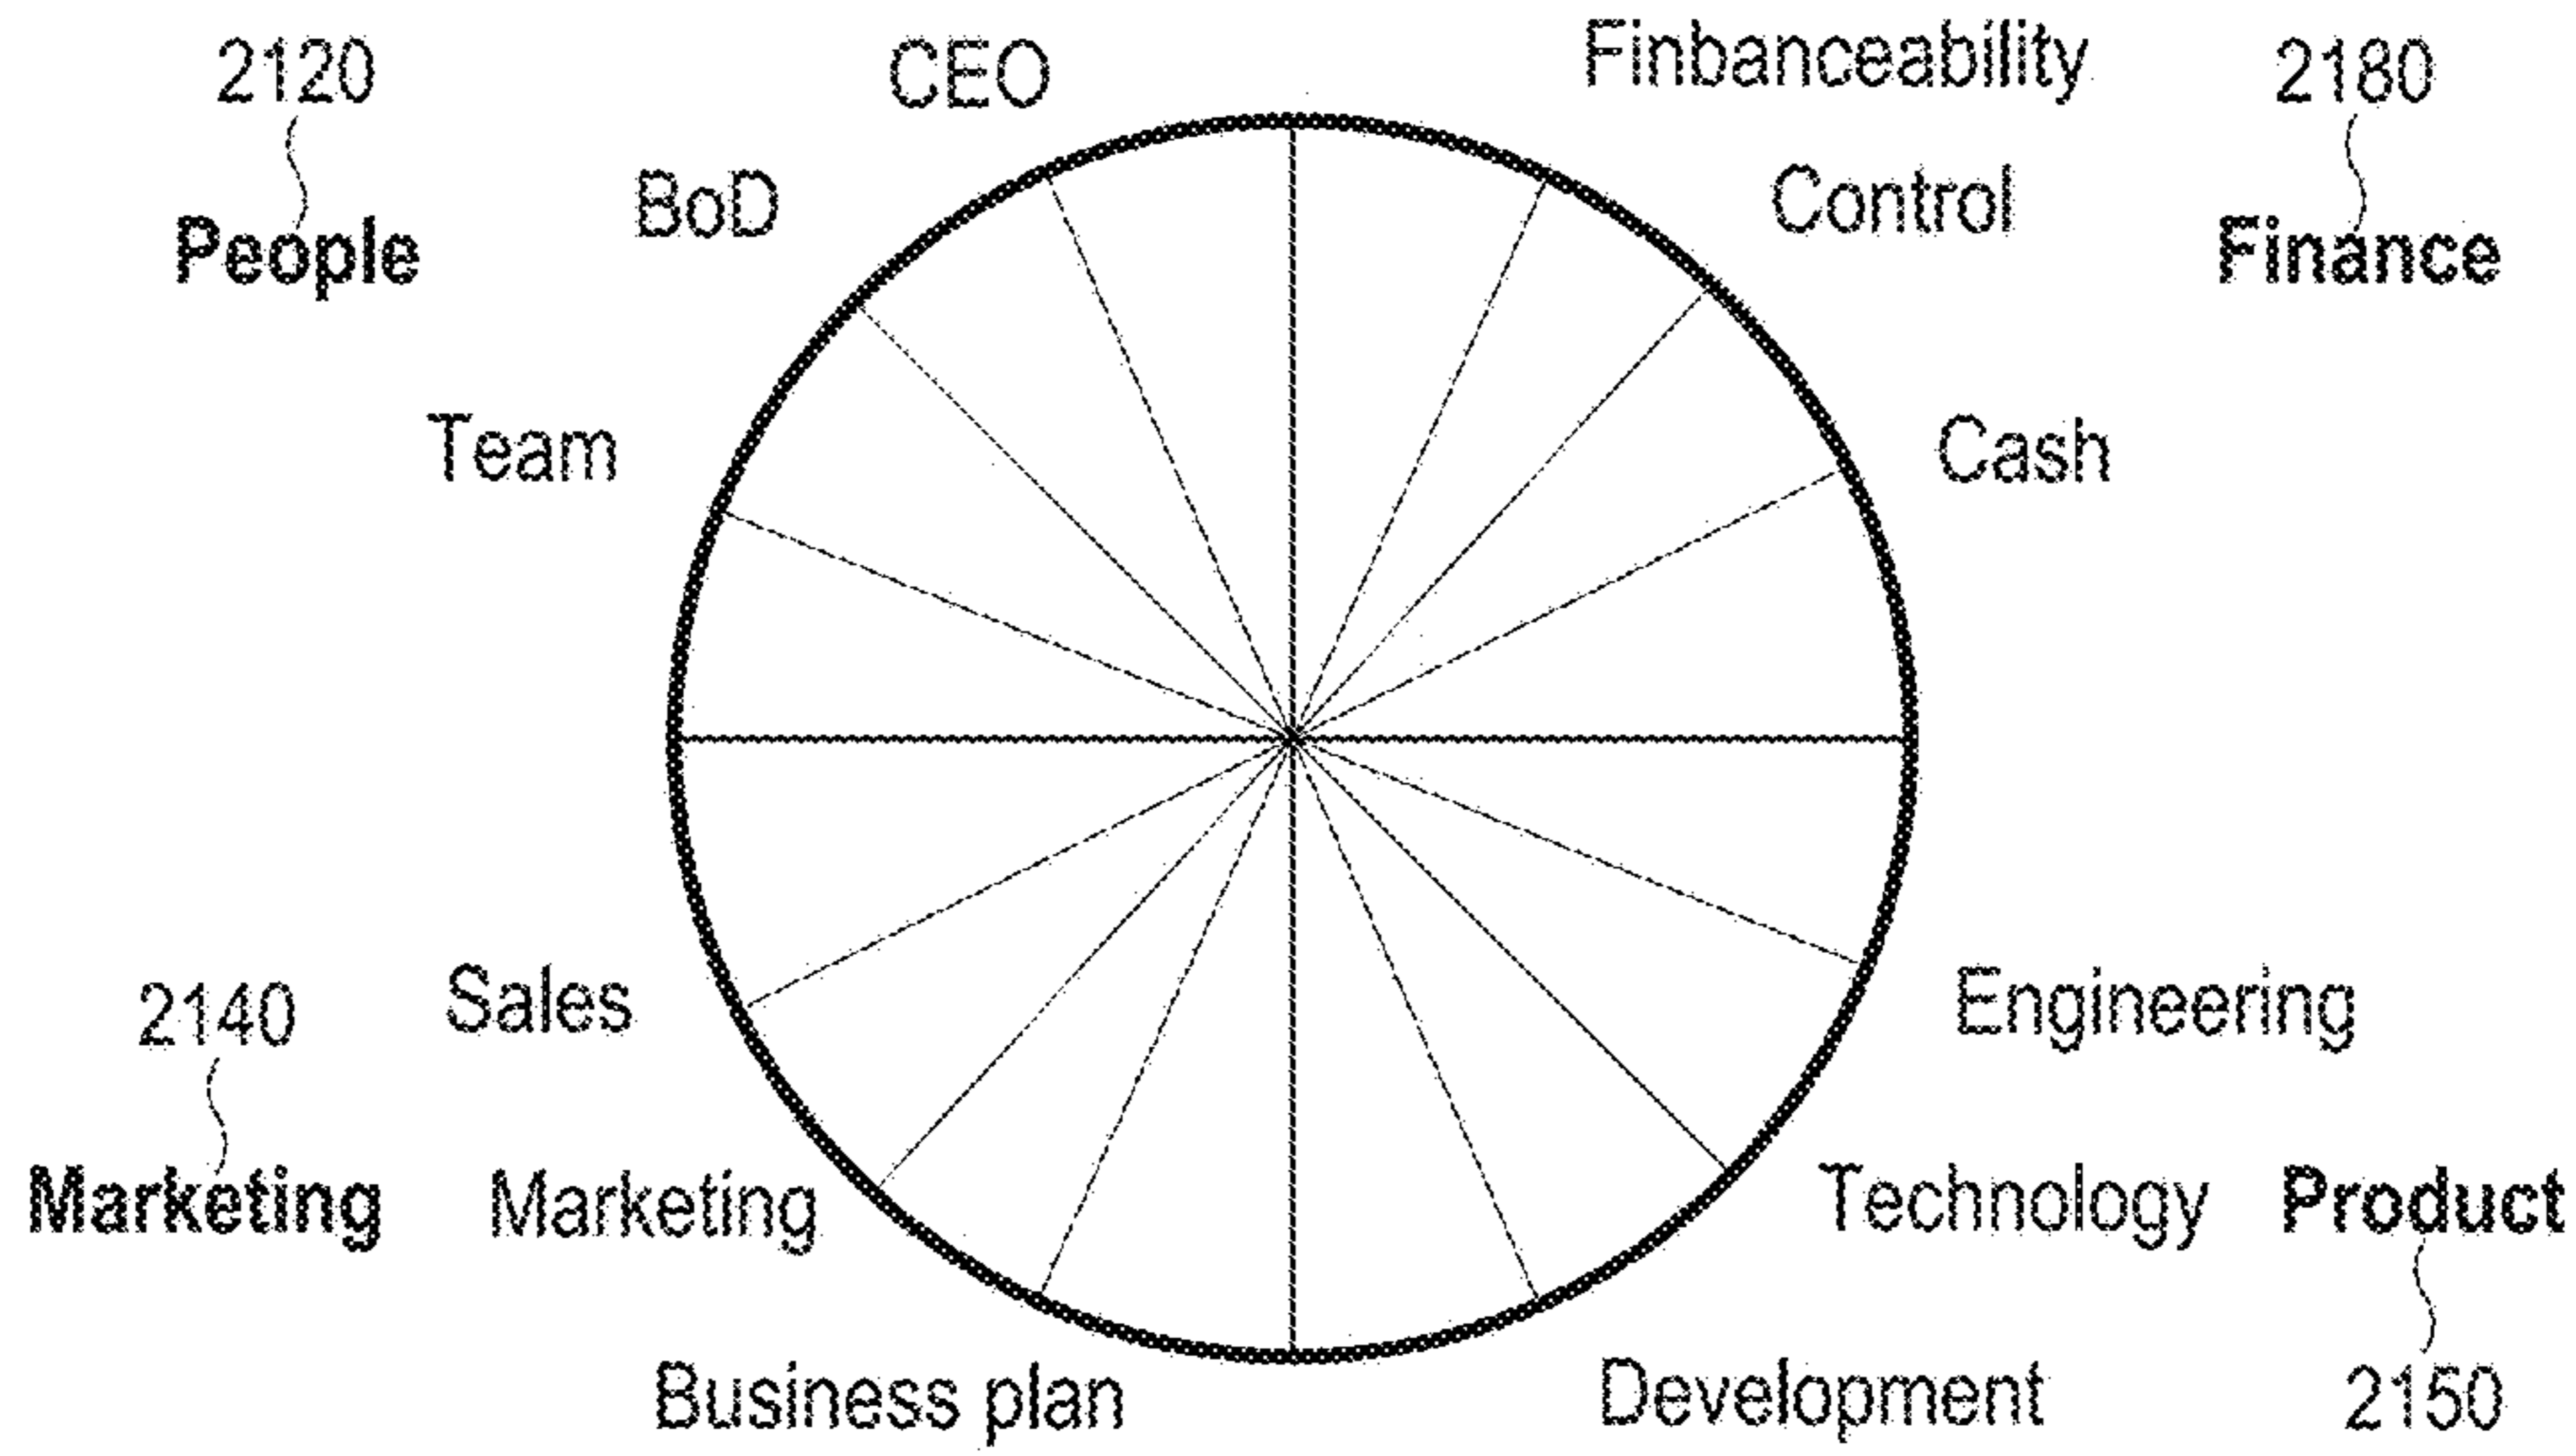 2120
CEO
Finbanceability
2180
BoD
Control
People
Finance
Team
Cash
2140
Sales
Engineering
Marketing
Marketing
Technology
Product
Business plan
Development
2150